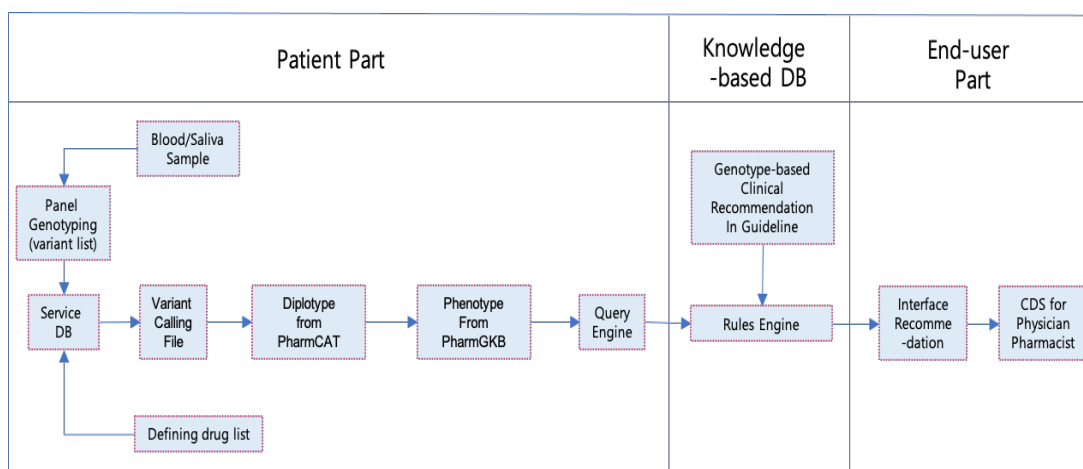 Patient Part
Knowledge
-based DB
End-user
Part
Blood/Saliva
Sample
Panel
Genotyping
(variant list)
Service
DB
Variant
Calling
File
Diplotype
from
PharmCAT
Phenotype
From
PharmGKB
Query
Engine
Defining drug list
Genotype-based
Clinical
Recommendation
In Guideline
Rules Engine
Interface
Recomme
-dation
CDS for
Physician
Pharmacist